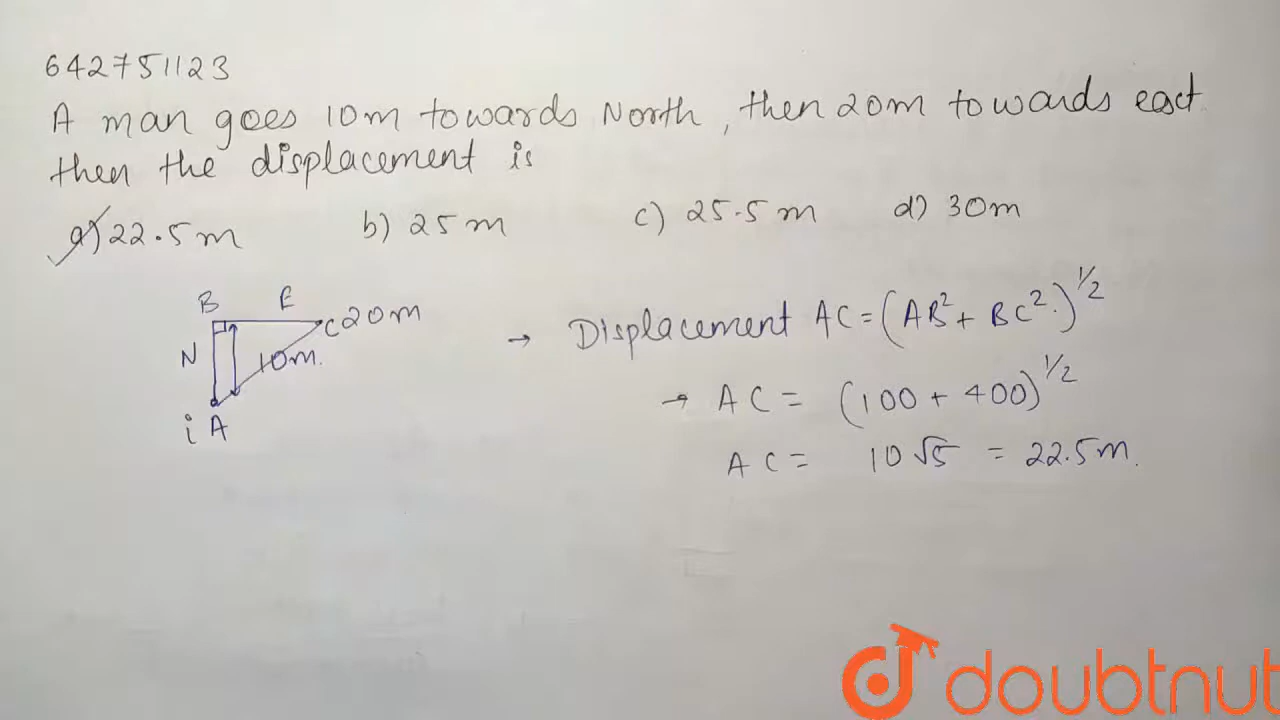 642751123
A man goes 10m towards North, then 20m towards east
then the displacement is
a) 22.5m b) 25 m c) 25.5 m d) 30m
B E
C 20m
N 10m.
i A
→ Displacement AC = (AB² + BC².)^1/2
→ AC = (100 + 400)^1/2
AC = 10√5 = 22.5m.
doubtnut